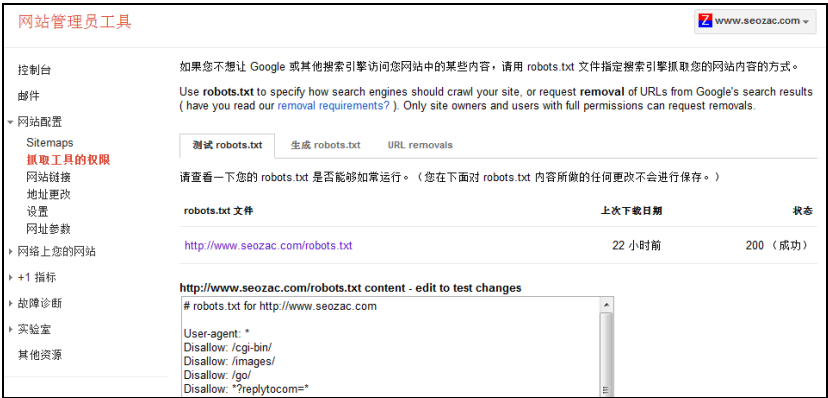 网站管理员工具
www.seozac.com
控制台
邮件
网站配置
Sitemaps
抓取工具的权限
网站链接
地址更改
设置
网址参数
网络上您的网站
+1 指标
故障诊断
实验室
其他资源
如果您不想让 Google 或其他搜索引擎访问您网站中的某些内容，请用 robots.txt 文件指定搜索引擎抓取您的网站内容的方式。
Use robots.txt to specify how search engines should crawl your site, or request removal of URLs from Google's search results
( have you read our removal requirements? ). Only site owners and users with full permissions can request removals.
测试 robots.txt
生成 robots.txt
URL removals
请查看一下您的 robots.txt 是否能够如常运行。（您在下面对 robots.txt 内容所做的任何更改不会进行保存。）
robots.txt 文件 上次下载日期 状态
http://www.seozac.com/robots.txt 22 小时前 200 （成功）
http://www.seozac.com/robots.txt content - edit to test changes
# robots.txt for http://www.seozac.com
User-agent: *
Disallow: /cgi-bin/
Disallow: /images/
Disallow: /go/
Disallow: *?replytocom=*